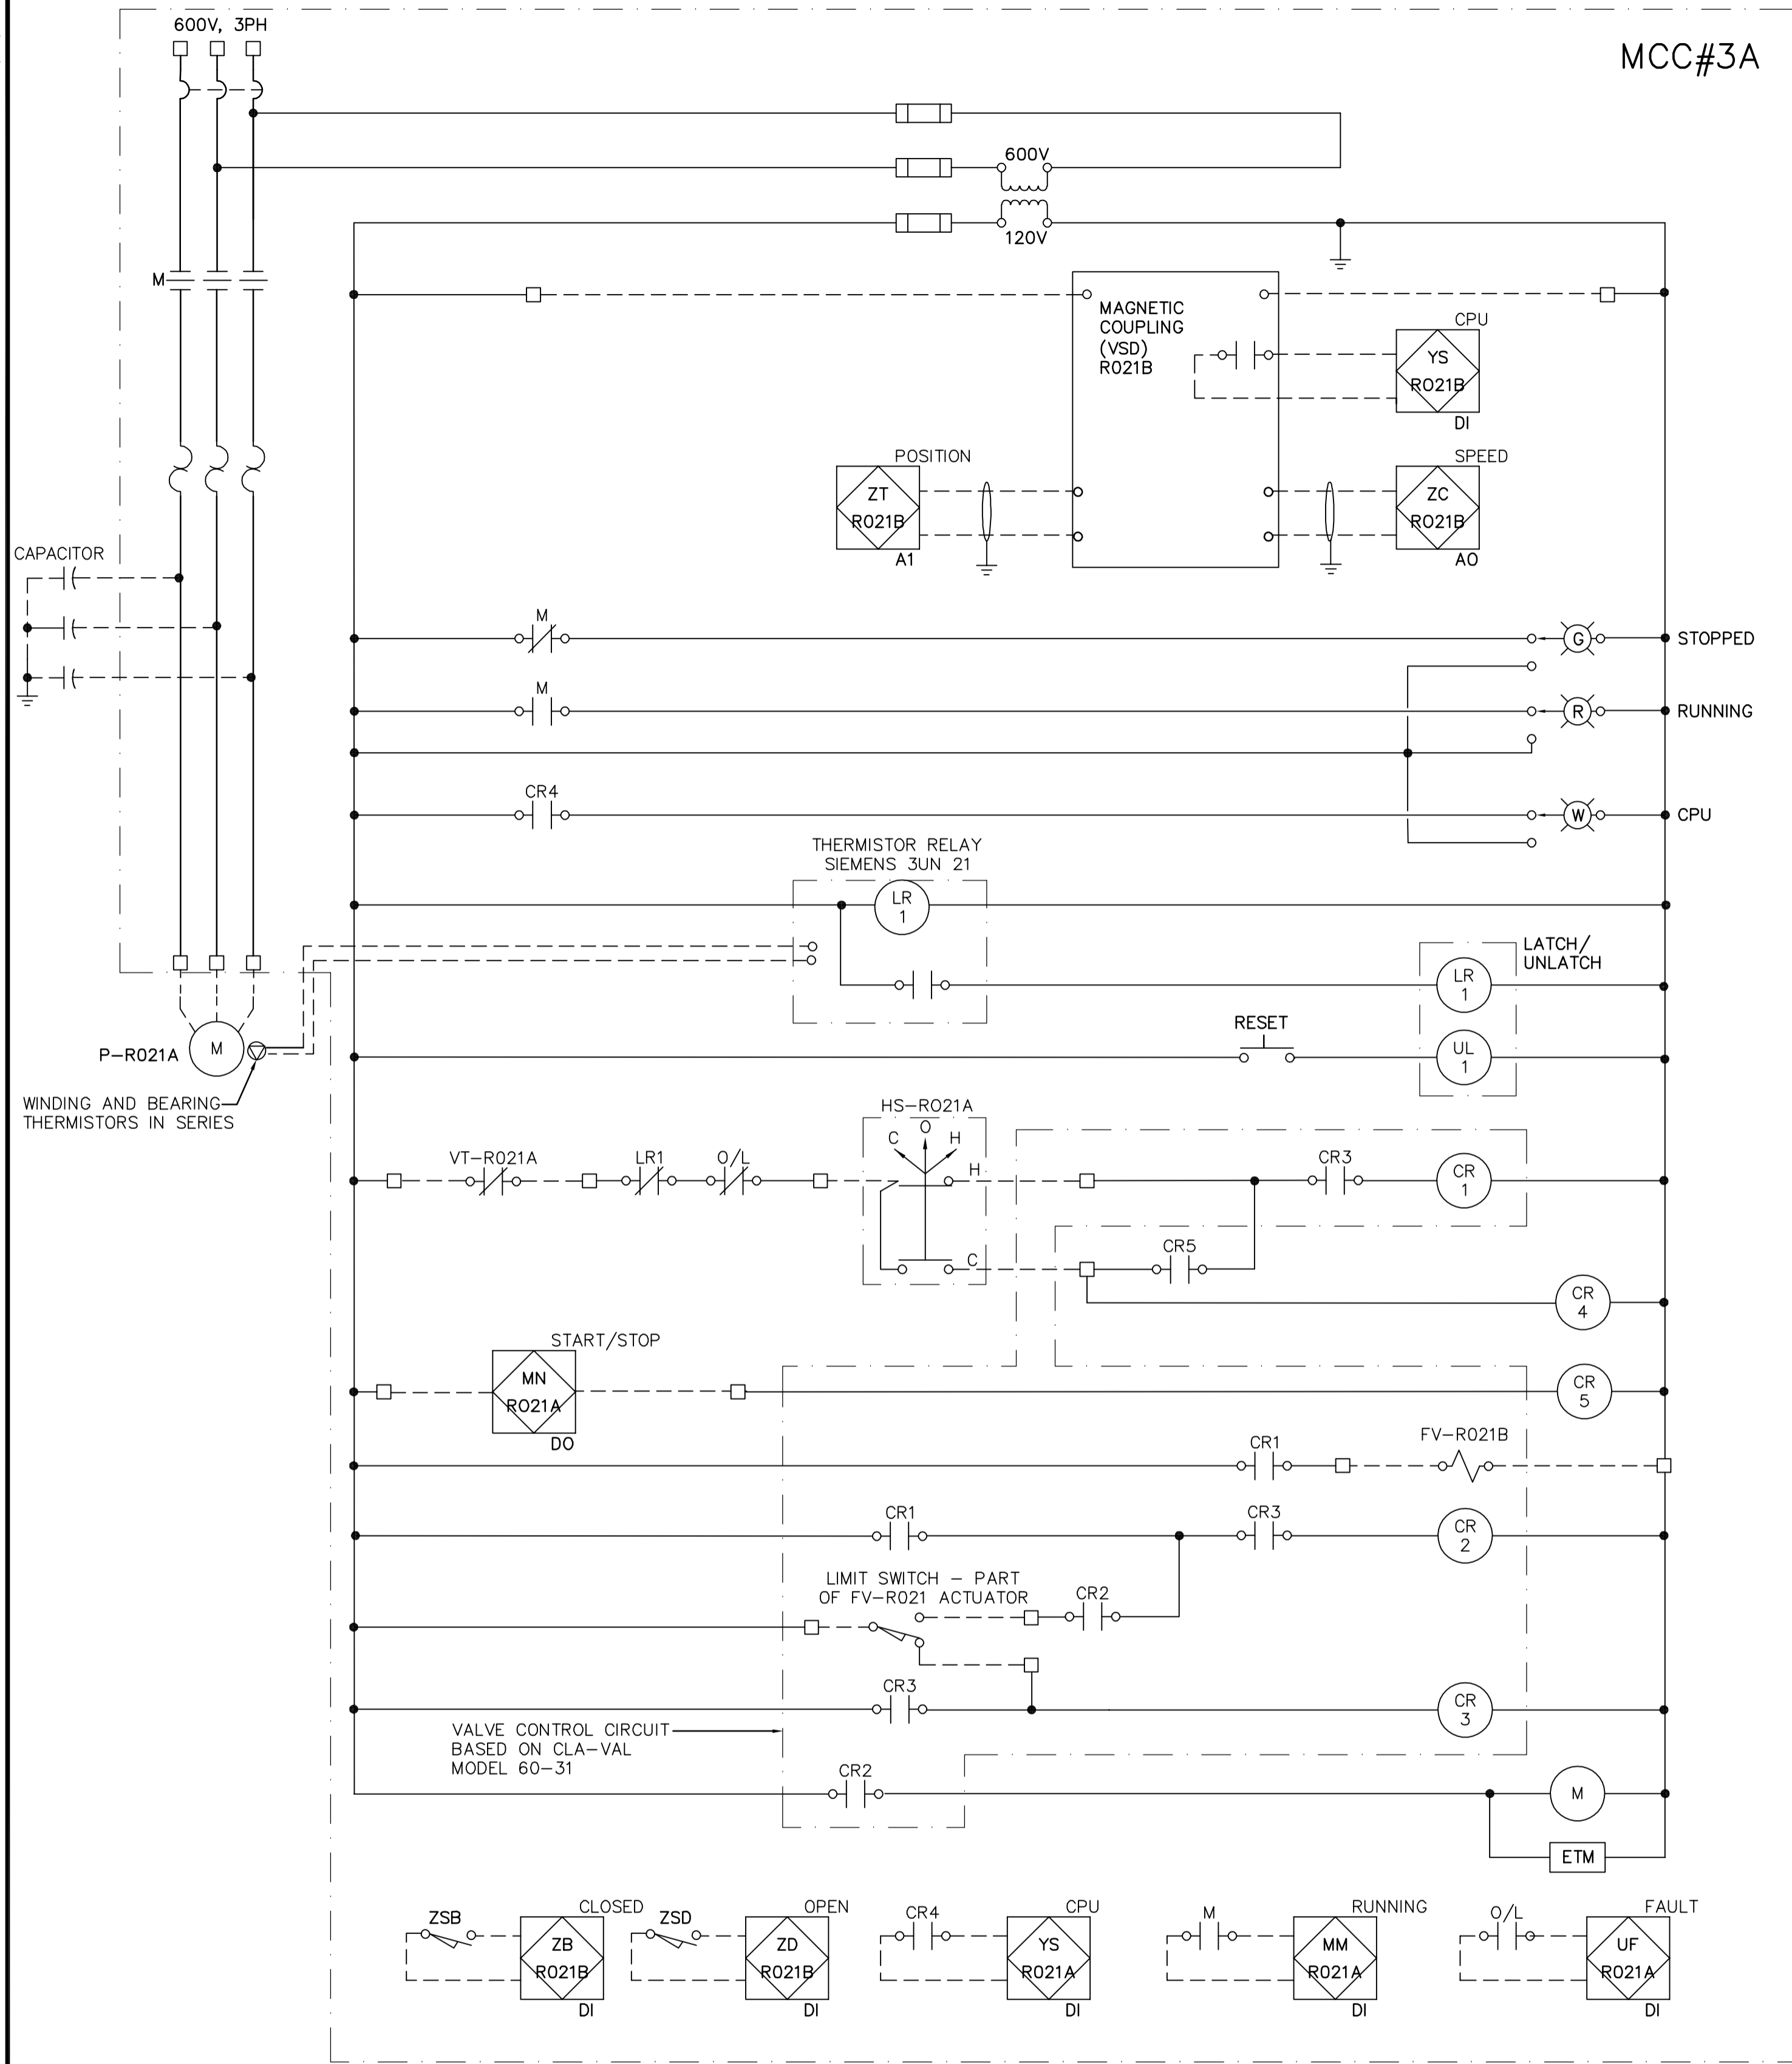 600V, 3PH
MCC#3A
600V
120V
M
MAGNETIC
COUPLING
(VSD)
R021B
CPU
YS
R021B
DI
POSITION
ZT
R021B
A1
SPEED
ZC
R021B
AO
CAPACITOR
M
G
STOPPED
M
R
RUNNING
CR4
W
CPU
THERMISTOR RELAY
SIEMENS 3UN 21
LR
1
LATCH/
UNLATCH
LR
1
RESET
UL
1
P-R021A
M
WINDING AND BEARING
THERMISTORS IN SERIES
HS-R021A
C
O
H
VT-R021A
LR1
O/L
H
CR3
CR
1
C
CR5
CR
4
START/STOP
MN
R021A
DO
CR
5
CR1
FV-R021B
CR1
CR3
CR
2
LIMIT SWITCH - PART
OF FV-R021 ACTUATOR
CR2
CR3
CR
3
VALVE CONTROL CIRCUIT
BASED ON CLA-VAL
MODEL 60-31
CR2
M
ETM
ZSB
CLOSED
ZB
R021B
DI
ZSD
OPEN
ZD
R021B
DI
CR4
CPU
YS
R021A
DI
M
RUNNING
MM
R021A
DI
O/L
FAULT
UF
R021A
DI